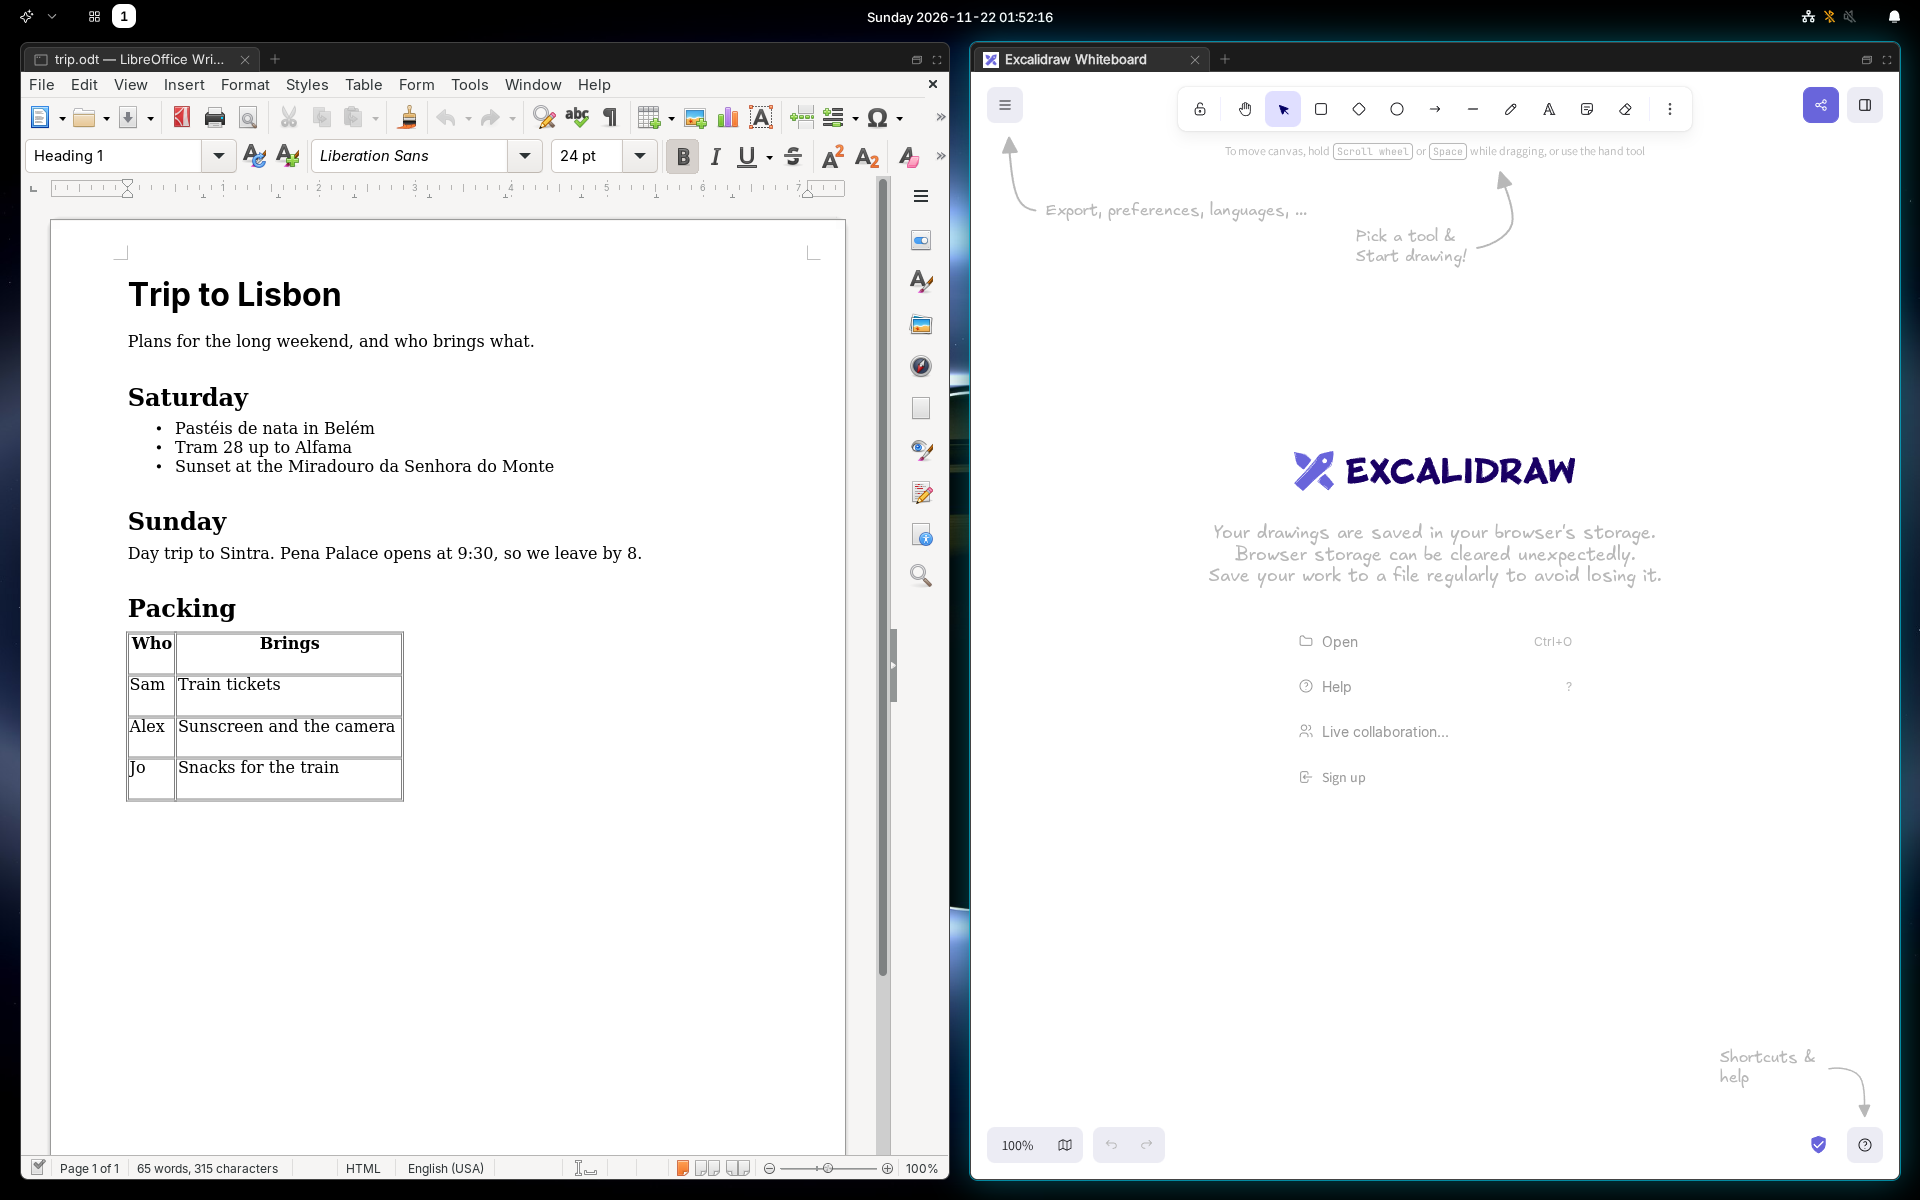 1
Sunday 2026-11-22 01:52:16
trip.odt — LibreOffice Wri...
File Edit View Insert Format Styles Table Form Tools Window Help
Heading 1
Liberation Sans
24 pt
1 2 3 4 5 6 7
Trip to Lisbon
Plans for the long weekend, and who brings what.
Saturday
• Pastéis de nata in Belém
• Tram 28 up to Alfama
• Sunset at the Miradouro da Senhora do Monte
Sunday
Day trip to Sintra. Pena Palace opens at 9:30, so we leave by 8.
Packing
Who Brings
Sam Train tickets
Alex Sunscreen and the camera
Jo Snacks for the train
Page 1 of 1 65 words, 315 characters HTML English (USA) 100%
Excalidraw Whiteboard
To move canvas, hold Scroll wheel or Space while dragging, or use the hand tool
Export, preferences, languages, ...
Pick a tool &
Start drawing!
EXCALIDRAW
Your drawings are saved in your browser's storage.
Browser storage can be cleared unexpectedly.
Save your work to a file regularly to avoid losing it.
Open Ctrl+O
Help ?
Live collaboration...
Sign up
Shortcuts &
help
100%